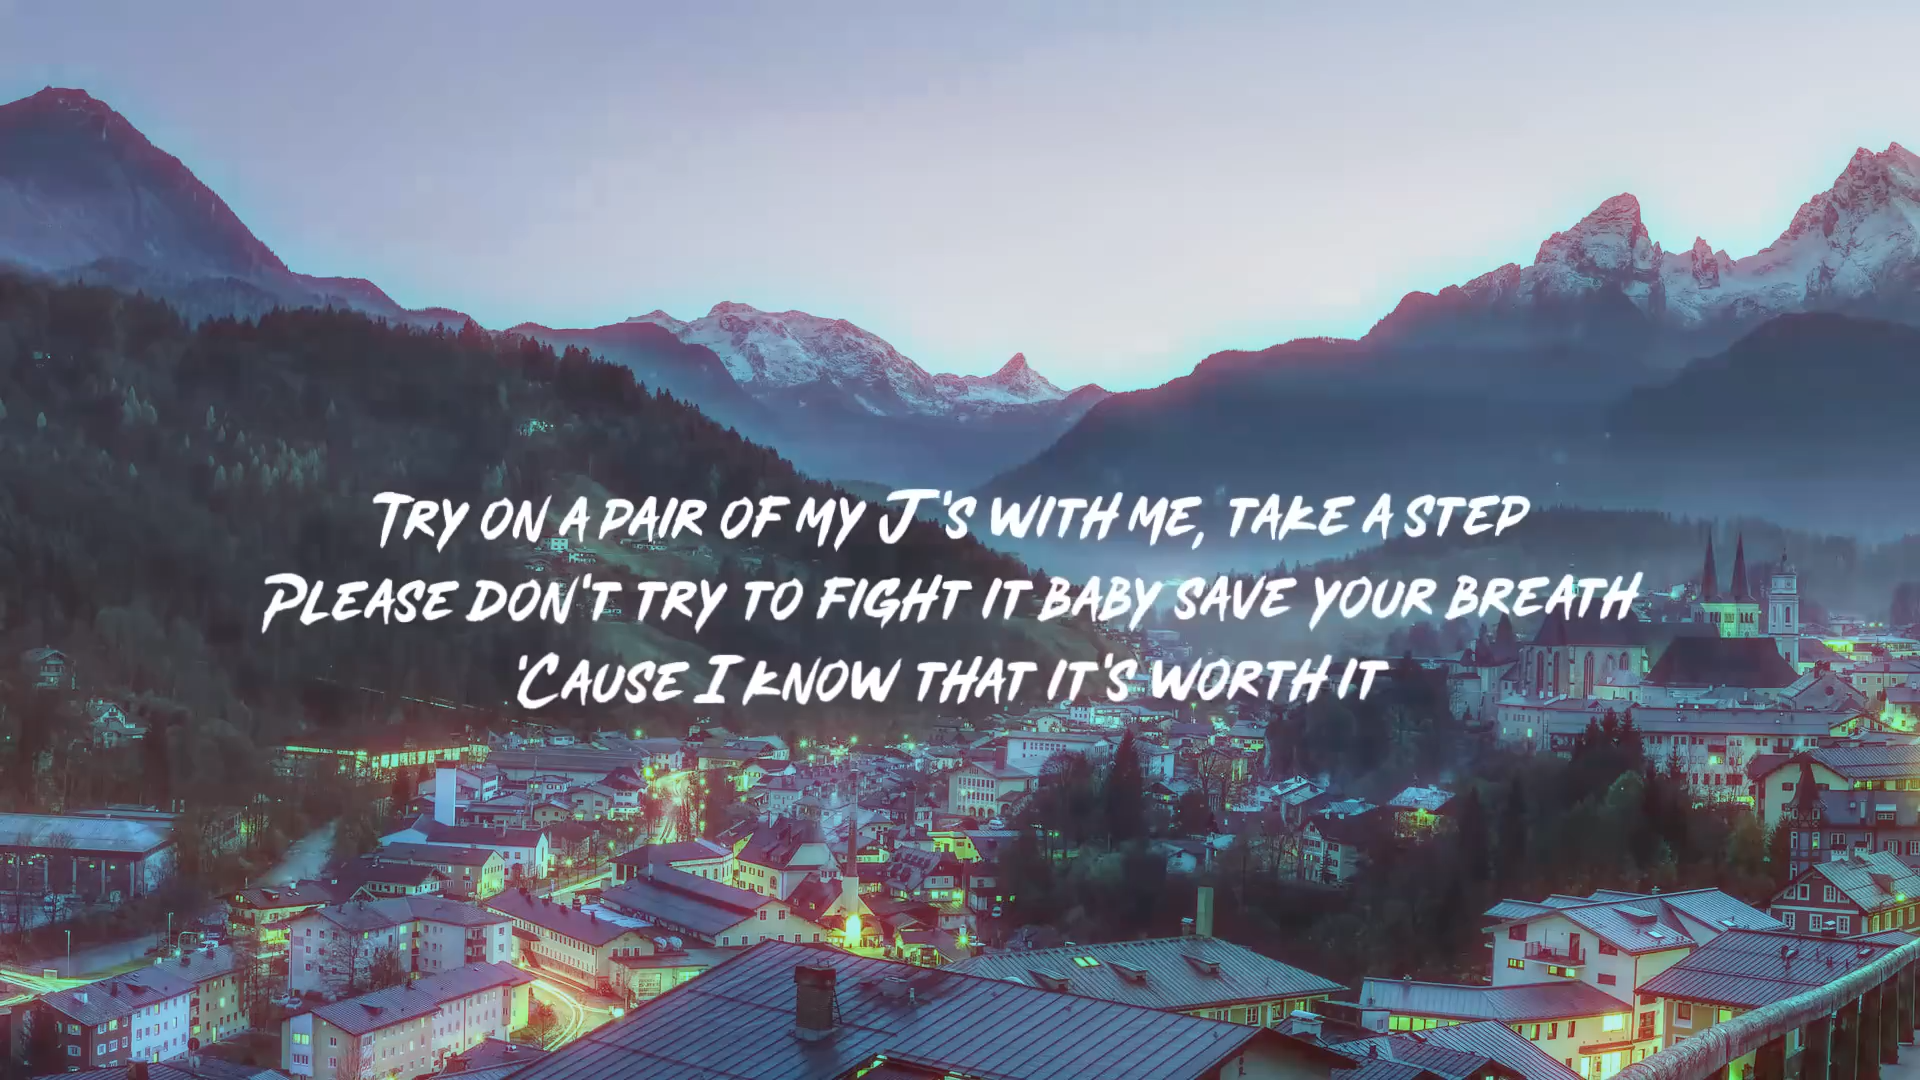 Try on a pair of my J's with me, take a step
Please don't try to fight it baby save your breath
'Cause I know that it's worth it